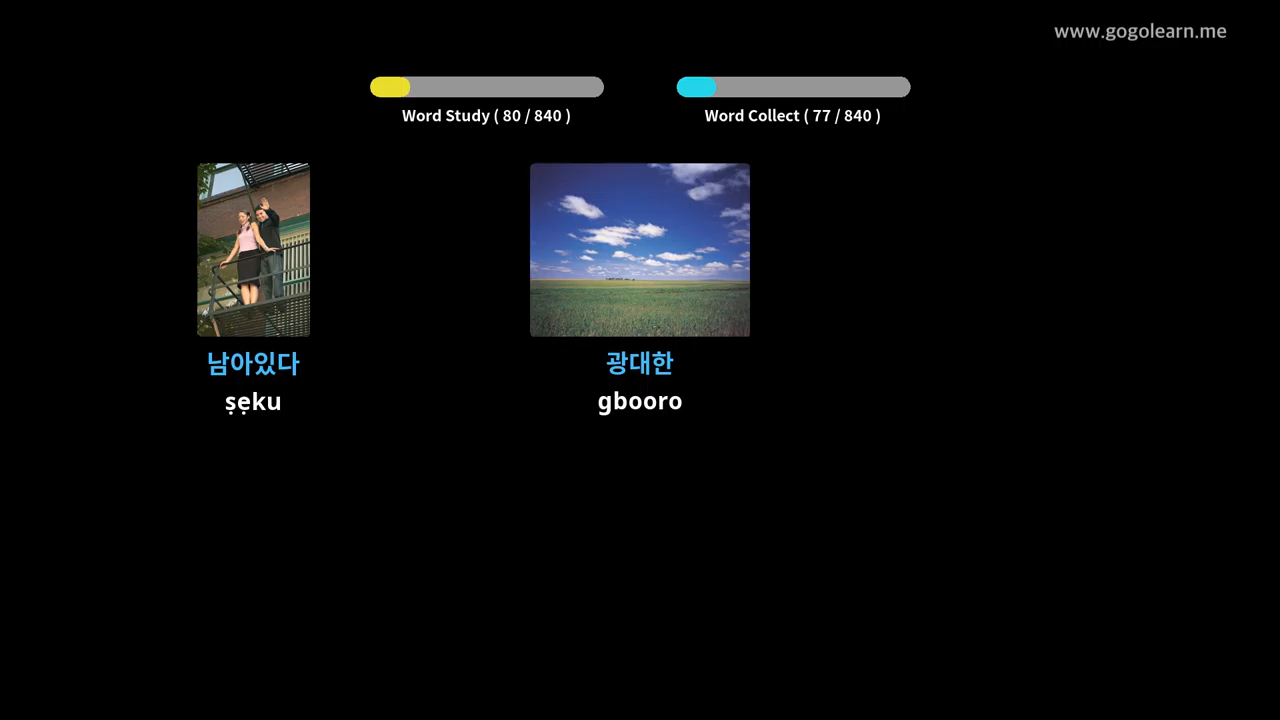 www.gogolearn.me
Word Study ( 80 / 840 )
Word Collect ( 77 / 840 )
남아있다
ṣẹku
광대한
gbooro